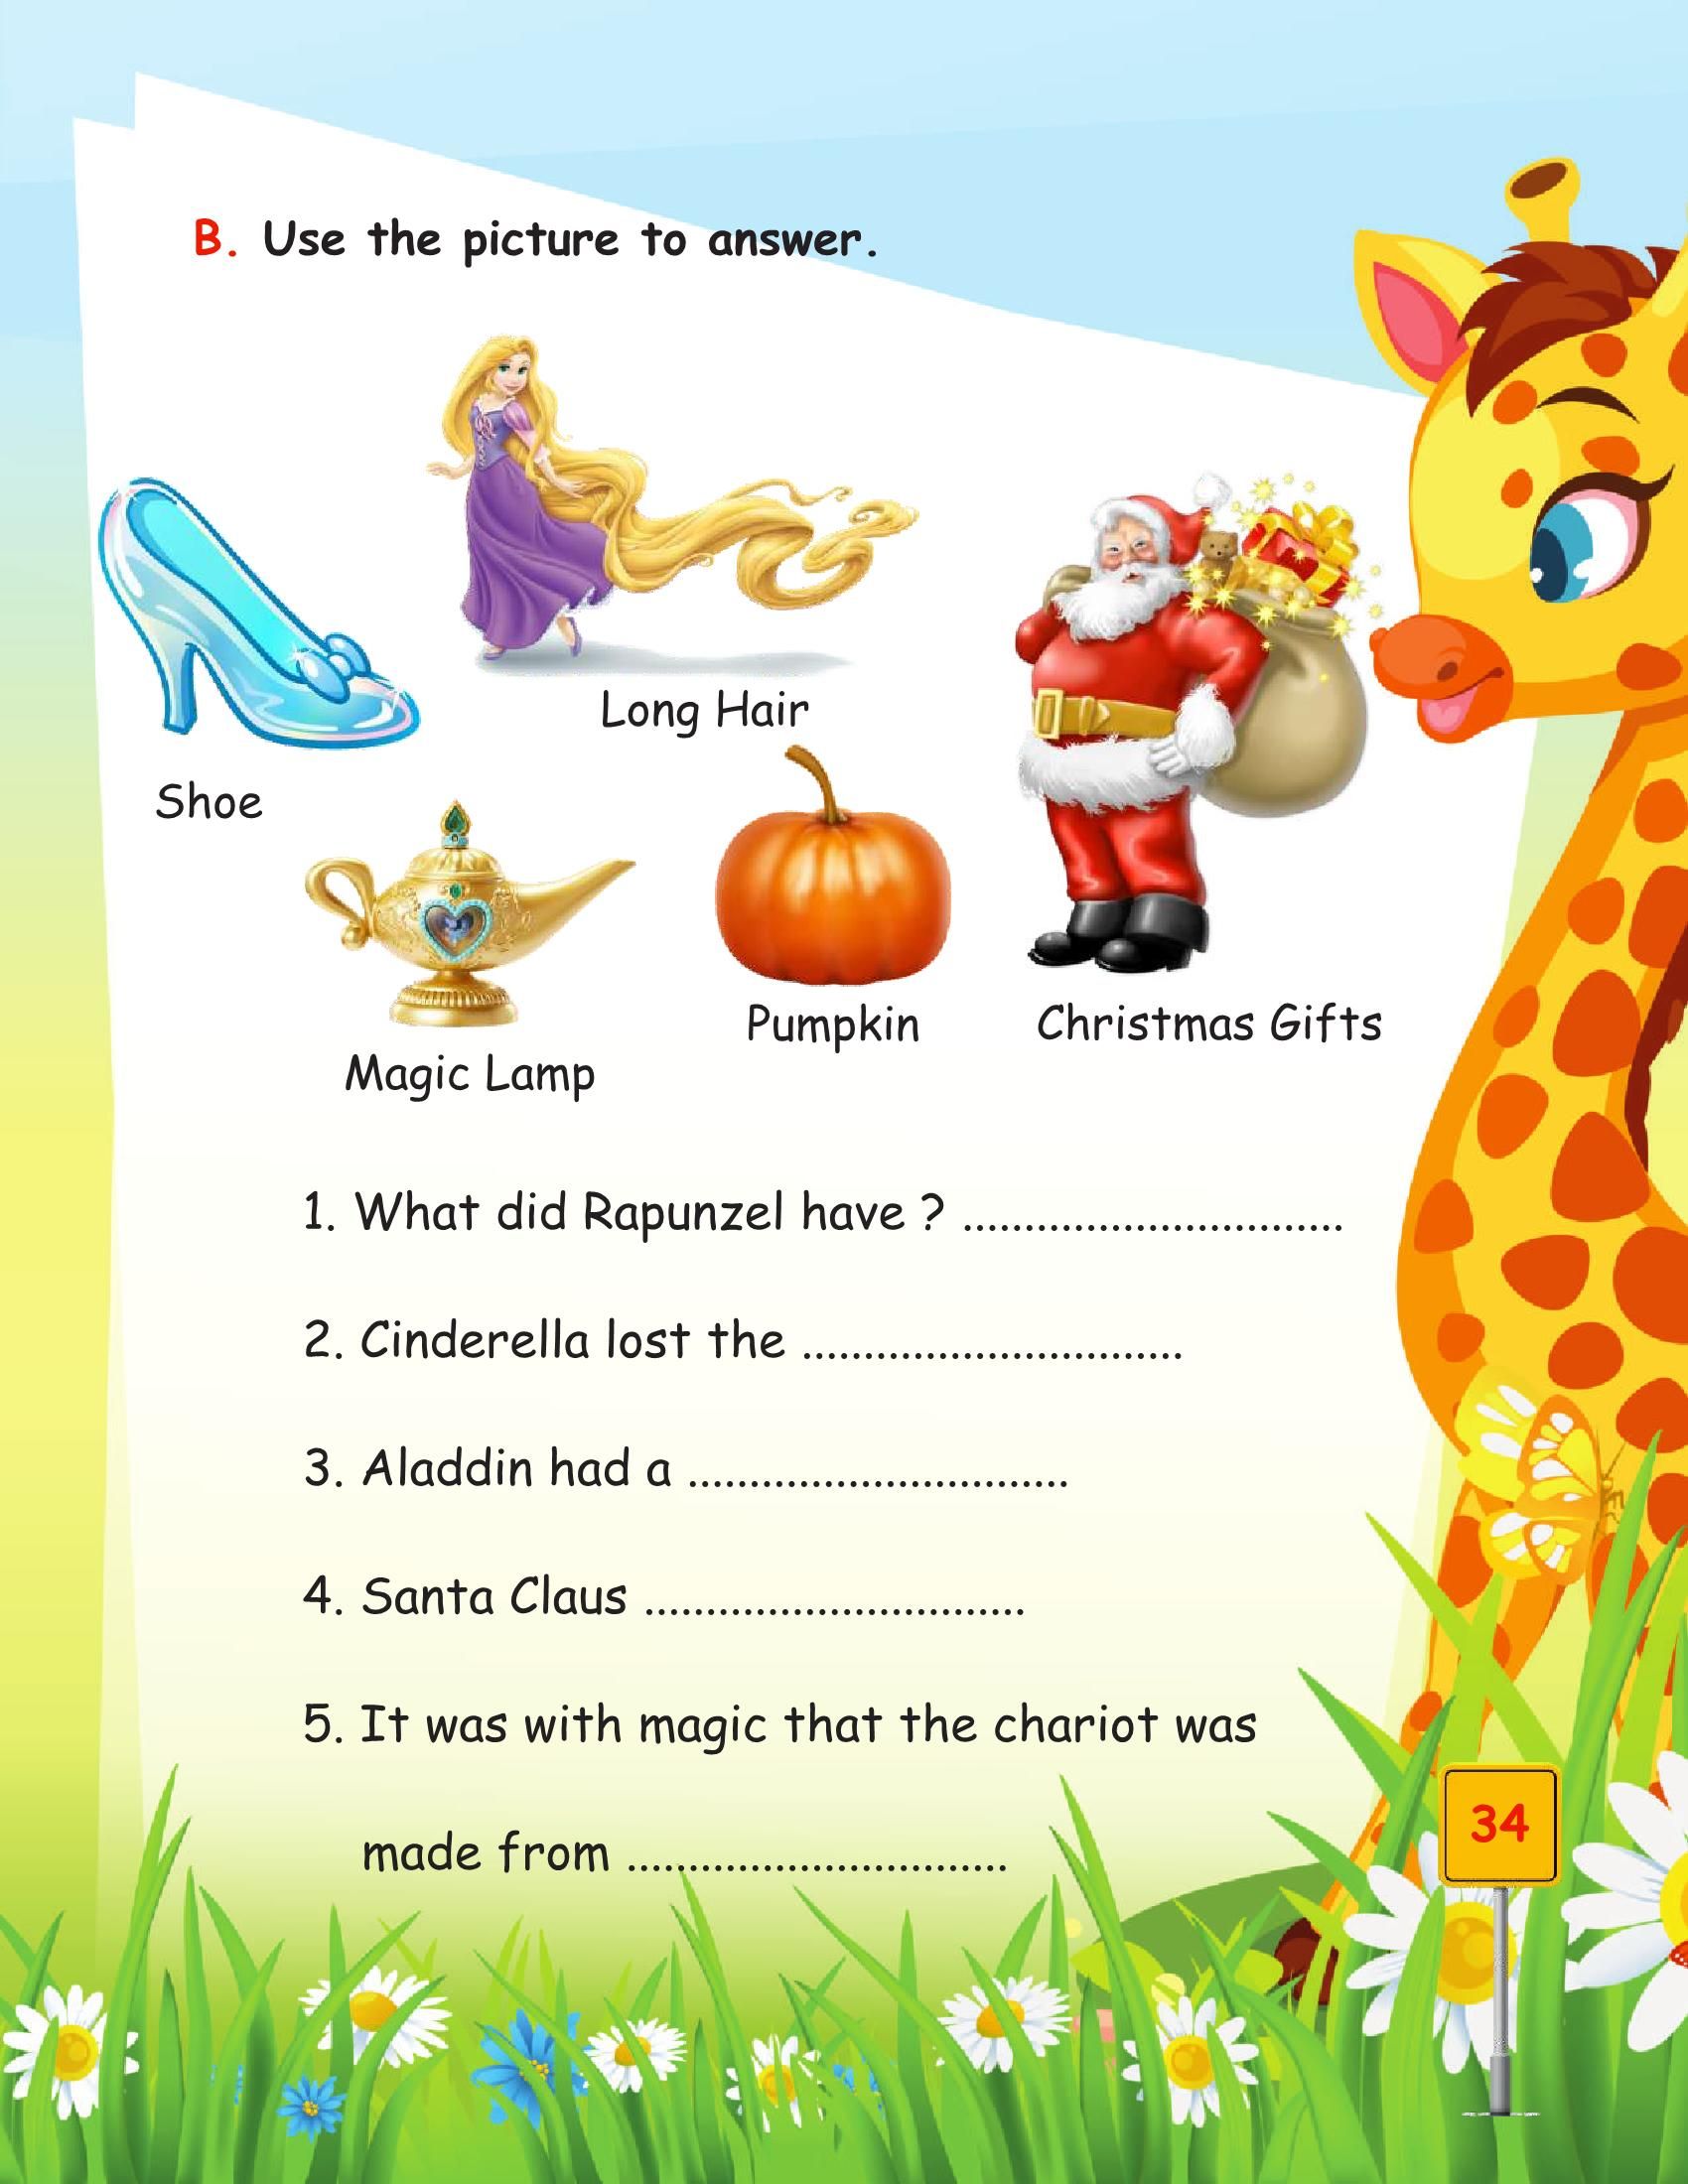 B. Use the picture to answer.
Long Hair
Shoe
Pumpkin
Christmas Gifts
Magic Lamp
1. What did Rapunzel have ? ...............................
2. Cinderella lost the ...............................
3. Aladdin had a ...............................
4. Santa Claus ...............................
5. It was with magic that the chariot was
made from ...............................
34